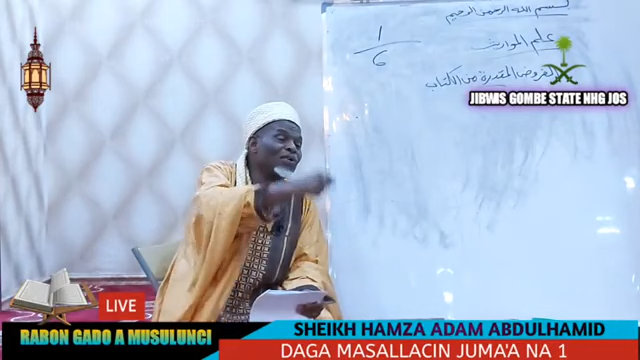 بسم الله الرحمن الرحيم
علم المواريث
1
6
الفروض المقدرة من الكتاب
JIBWIS GOMBE STATE NHG JOS
LIVE
RABON GADO A MUSULUNCI
SHEIKH HAMZA ADAM ABDULHAMID
DAGA MASALLACIN JUMA'A NA 1